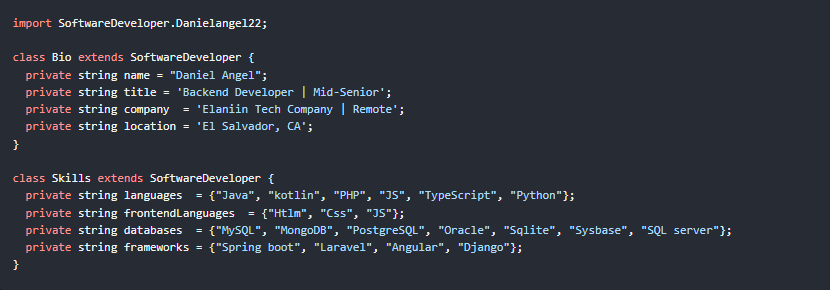 import SoftwareDeveloper.Danielangel22;
class Bio extends SoftwareDeveloper {
private string name = "Daniel Angel";
private string title = 'Backend Developer | Mid-Senior';
private string company  = 'Elaniin Tech Company | Remote';
private string location = 'El Salvador, CA';
}
class Skills extends SoftwareDeveloper {
private string languages  = {"Java", "kotlin", "PHP", "JS", "TypeScript", "Python"};
private string frontendLanguages  = {"Htlm", "Css", "JS"};
private string databases  = {"MySQL", "MongoDB", "PostgreSQL", "Oracle", "Sqlite", "Sysbase", "SQL server"};
private string frameworks = {"Spring boot", "Laravel", "Angular", "Django"};
}